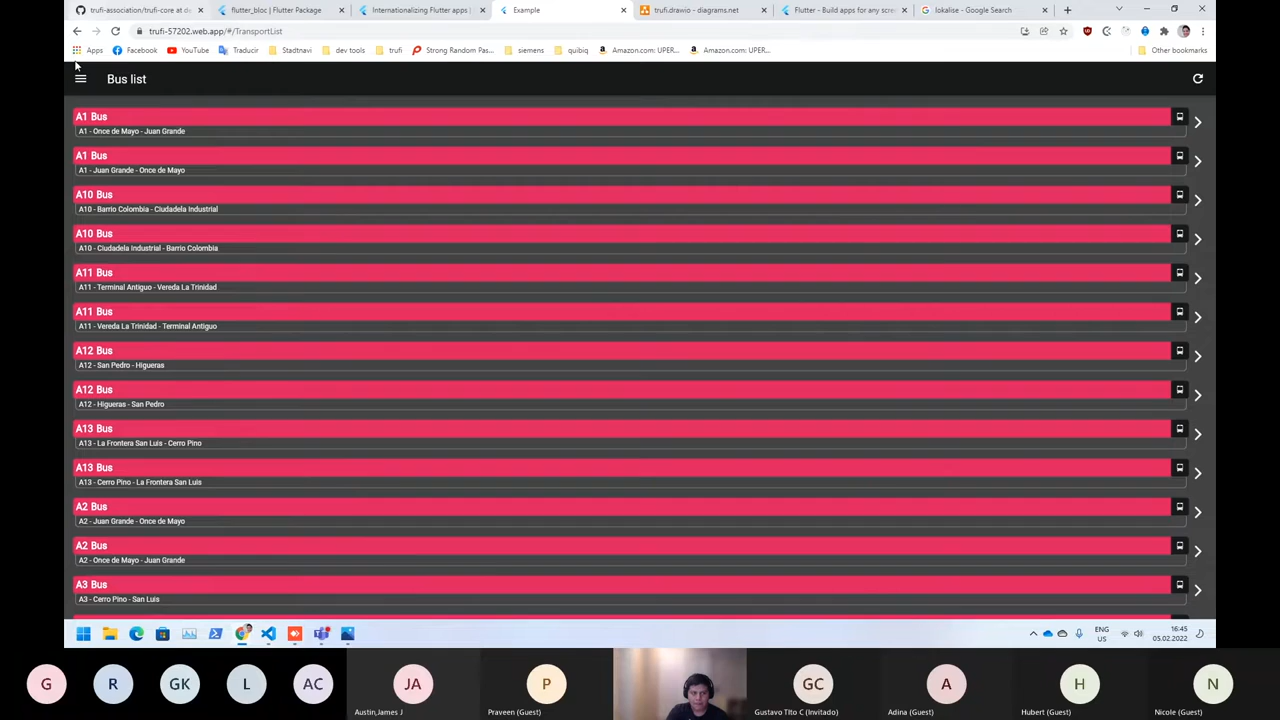 trufi-association/trufi-core at de
flutter_bloc | Flutter Package
Internationalizing Flutter apps |
Example
trufi.drawio - diagrams.net
Flutter - Build apps for any scree
lokalise - Google Search
trufi-57202.web.app/#/TransportList
Apps
Facebook
YouTube
Traducir
Stadtnavi
dev tools
trufi
Strong Random Pas...
siemens
quibiq
Amazon.com: UPER...
Amazon.com: UPER...
Other bookmarks
Bus list
A1 Bus
A1 - Once de Mayo - Juan Grande
A1 Bus
A1 - Juan Grande - Once de Mayo
A10 Bus
A10 - Barrio Colombia - Ciudadela Industrial
A10 Bus
A10 - Ciudadela Industrial - Barrio Colombia
A11 Bus
A11 - Terminal Antiguo - Vereda La Trinidad
A11 Bus
A11 - Vereda La Trinidad - Terminal Antiguo
A12 Bus
A12 - San Pedro - Higueras
A12 Bus
A12 - Higueras - San Pedro
A13 Bus
A13 - La Frontera San Luis - Cerro Pino
A13 Bus
A13 - Cerro Pino - La Frontera San Luis
A2 Bus
A2 - Juan Grande - Once de Mayo
A2 Bus
A2 - Once de Mayo - Juan Grande
A3 Bus
A3 - Cerro Pino - San Luis
ENG
US
16:45
05.02.2022
G
R
GK
L
AC
JA
Austin,James J
P
Praveen (Guest)
GC
Gustavo TIto C (Invitado)
A
Adina (Guest)
H
Hubert (Guest)
N
Nicole (Guest)